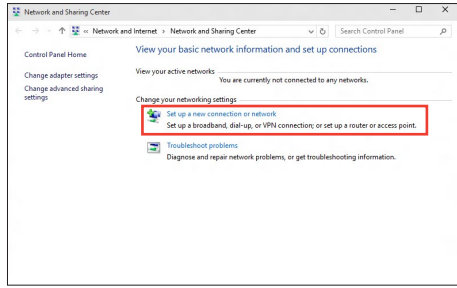 Network and Sharing Center
« Network and Internet > Network and Sharing Center
Search Control Panel
Control Panel Home
Change adapter settings
Change advanced sharing
settings
View your basic network information and set up connections
View your active networks
You are currently not connected to any networks.
Change your networking settings
Set up a new connection or network
Set up a broadband, dial-up, or VPN connection; or set up a router or access point.
Troubleshoot problems
Diagnose and repair network problems, or get troubleshooting information.